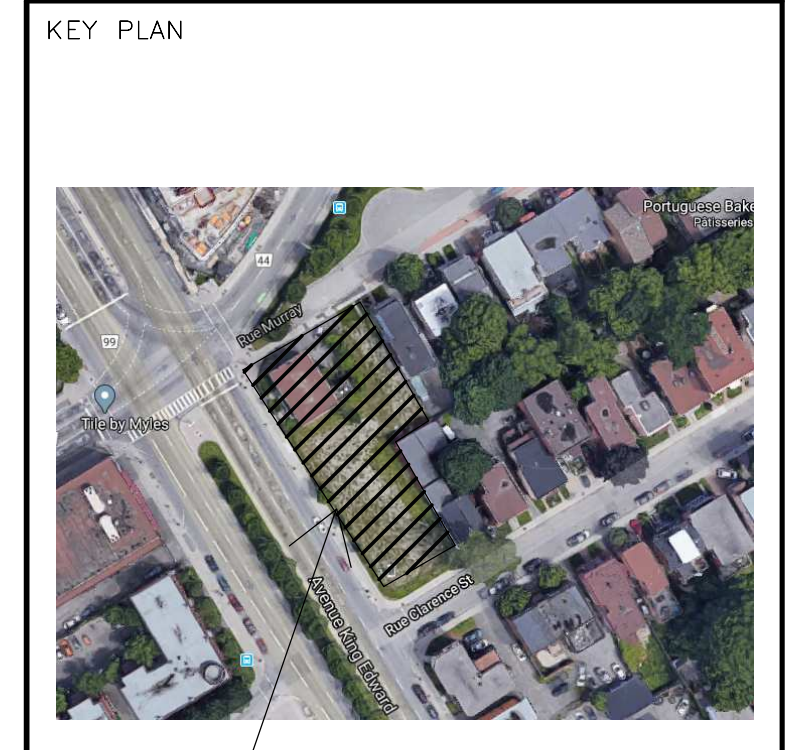 KEY PLAN
Portuguese Bake
Pâtisseries
44
Rue Murray
99
Tile by Myles
Avenue King Edward
Rue Clarence St